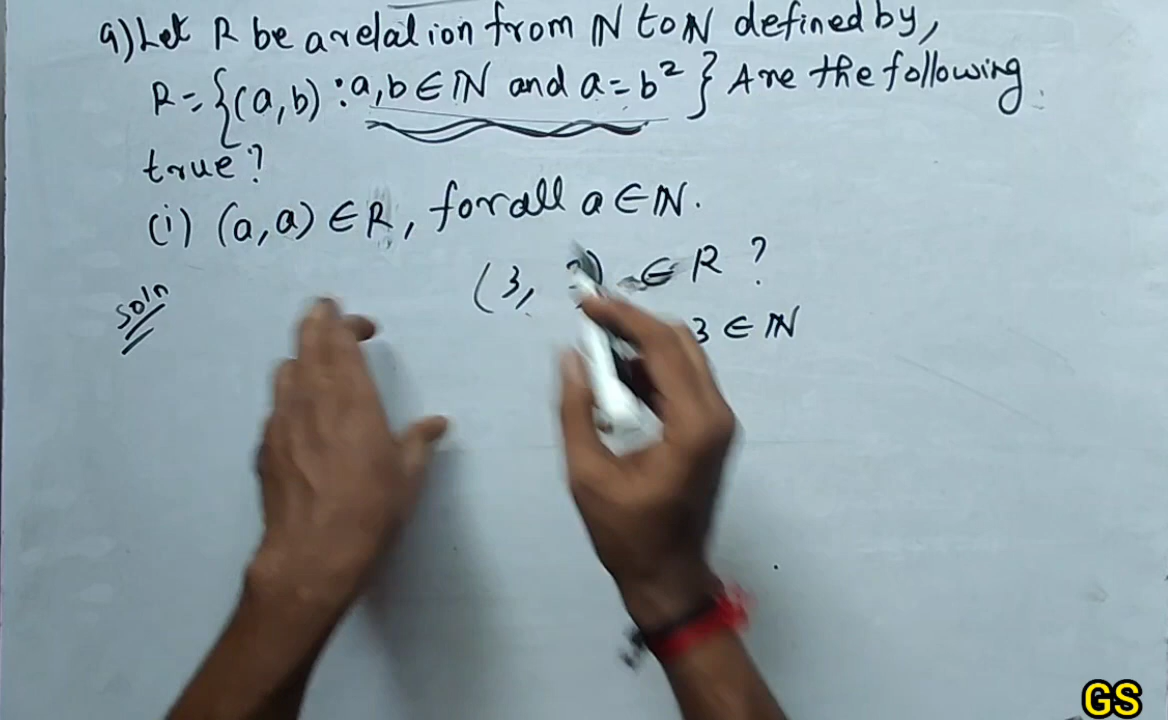 9) Let R be a relation from ℕ to ℕ defined by,
R = {(a, b) : a, b ∈ ℕ and a = b²} Are the following
true?
(i) (a, a) ∈ R, for all a ∈ ℕ.
(3, ) ∈ R ?
Soln
3 ∈ ℕ
GS